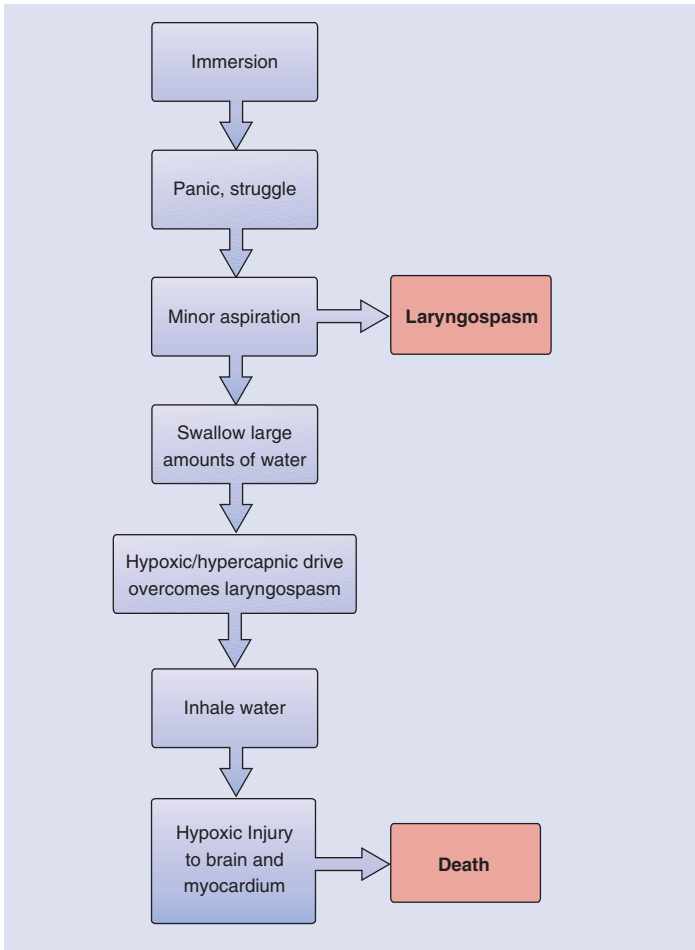 Immersion
Panic, struggle
Minor aspiration
Laryngospasm
Swallow large
amounts of water
Hypoxic/hypercapnic drive
overcomes laryngospasm
Inhale water
Hypoxic Injury
to brain and
myocardium
Death